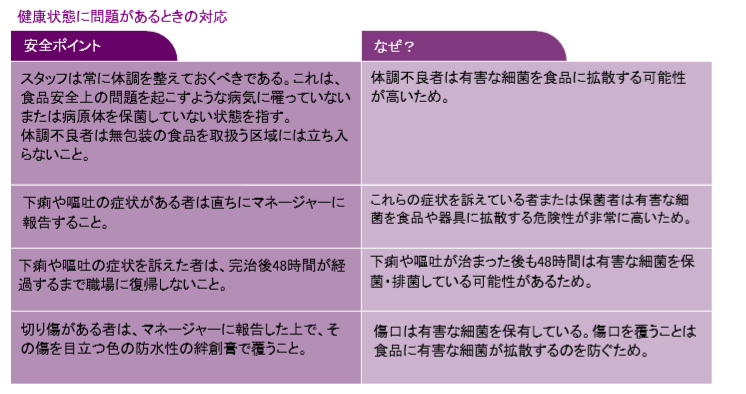 健康状態に問題があるときの対応
安全ポイント
なぜ？
スタッフは常に体調を整えておくべきである。これは、
食品安全上の問題を起こすような病気に罹っていない
または病原体を保菌していない状態を指す。
体調不良者は無包装の食品を取扱う区域には立ち入
らないこと。
体調不良者は有害な細菌を食品に拡散する可能性
が高いため。
下痢や嘔吐の症状がある者は直ちにマネージャーに
報告すること。
これらの症状を訴えている者または保菌者は有害な細
菌を食品や器具に拡散する危険性が非常に高いため。
下痢や嘔吐の症状を訴えた者は、完治後48時間が経
過するまで職場に復帰しないこと。
下痢や嘔吐が治まった後も48時間は有害な細菌を保
菌・排菌している可能性があるため。
切り傷がある者は、マネージャーに報告した上で、そ
の傷を目立つ色の防水性の絆創膏で覆うこと。
傷口は有害な細菌を保有している。傷口を覆うことは
食品に有害な細菌が拡散するのを防ぐため。